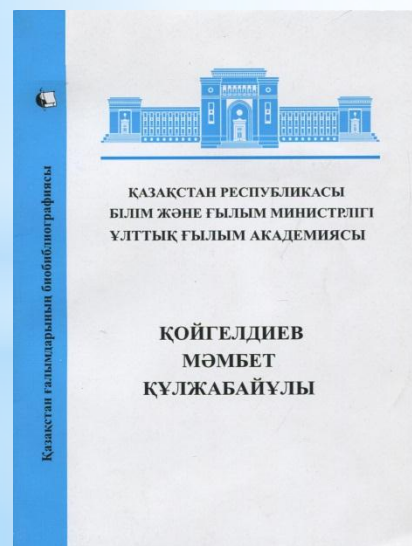 Қазақстан ғалымдарының биобиблиографиясы
ҚАЗАҚСТАН РЕСПУБЛИКАСЫ
БІЛІМ ЖӘНЕ ҒЫЛЫМ МИНИСТРЛІГІ
ҰЛТТЫҚ ҒЫЛЫМ АКАДЕМИЯСЫ
ҚОЙГЕЛДИЕВ
МӘМБЕТ
ҚҰЛЖАБАЙҰЛЫ